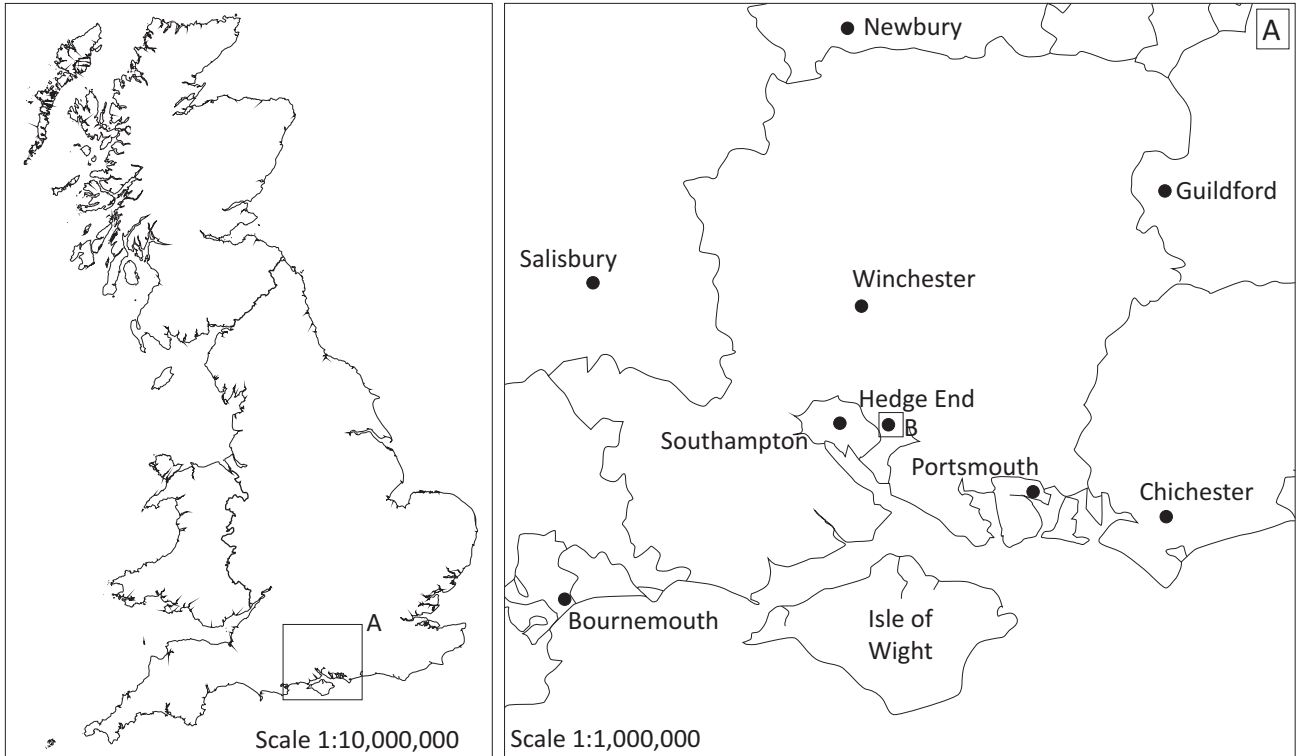 A
Scale 1:10,000,000
A
Newbury
Guildford
Salisbury
Winchester
Hedge End
B
Southampton
Portsmouth
Chichester
Bournemouth
Isle of
Wight
Scale 1:1,000,000